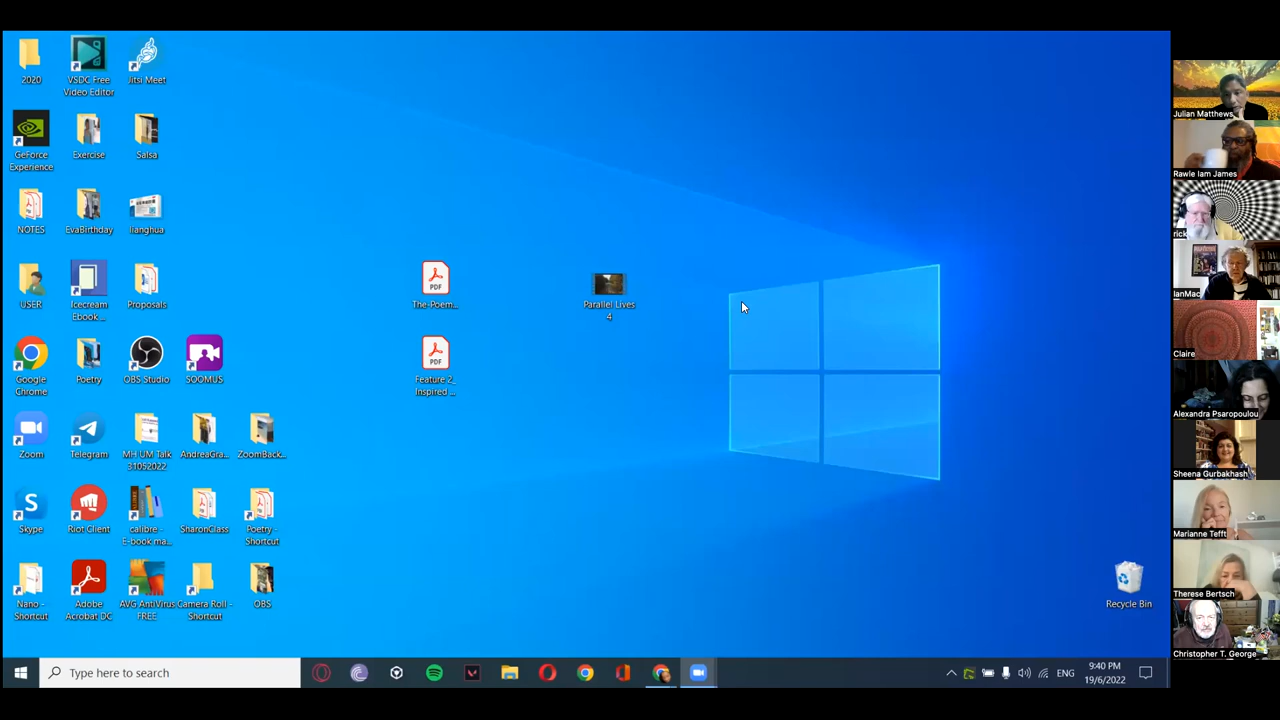 2020
VSDC Free
Video Editor
Jitsi Meet
GeForce
Experience
Exercise
Salsa
NOTES
EvaBirthday
lianghua
USER
Icecream
Ebook ...
Proposals
The-Poem...
Parallel Lives
4
Google
Chrome
Poetry
OBS Studio
SOOMUS
Feature 2_
Inspired ...
Zoom
Telegram
MH UM Talk
31052022
AndreaGra...
ZoomBack...
Skype
Riot Client
calibre -
E-book ma...
SharonClass
Poetry -
Shortcut
Nano -
Shortcut
Adobe
Acrobat DC
AVG AntiVirus
FREE
Camera Roll -
Shortcut
OBS
Recycle Bin
PDF
PDF
Type here to search
ENG
9:40 PM
19/6/2022
Julian Matthews
Rawle Iam James
rick
IanMac
Claire
Alexandra Psaropoulou
Sheena Gurbakhash
Marianne Tefft
Therese Bertsch
Christopher T. George